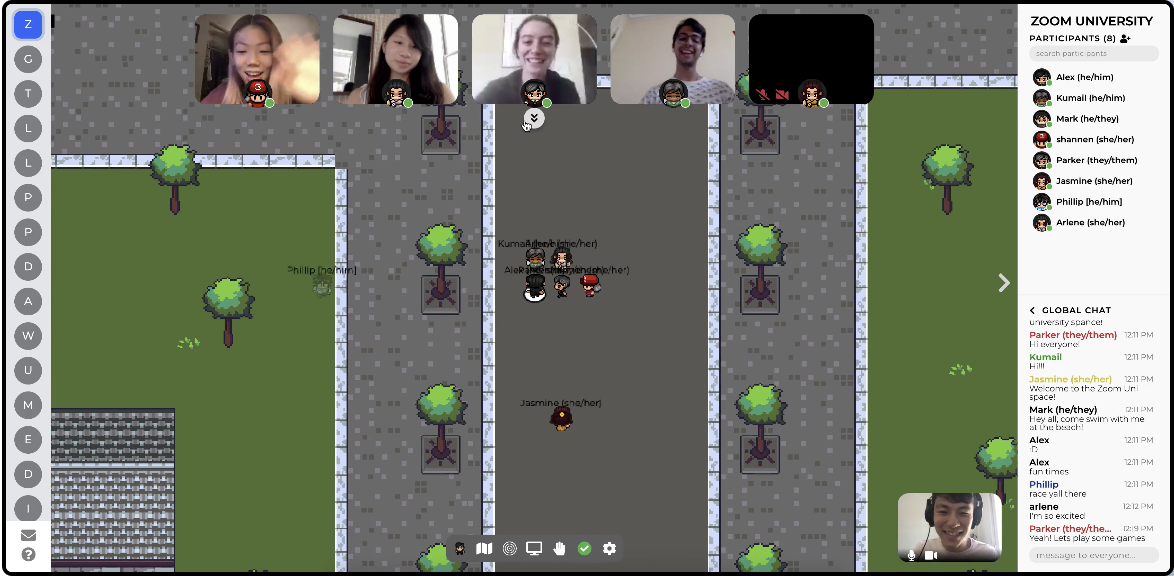 Z
G
T
L
L
P
P
D
A
W
U
M
E
D
I
?
Phillip [he/him]
Jasmine (she/her)
ZOOM UNIVERSITY
PARTICIPANTS (8)
search participants
Alex (he/him)
Kumail (he/him)
Mark (he/they)
shannen (she/her)
Parker (they/them)
Jasmine (she/her)
Phillip [he/him]
Arlene (she/her)
GLOBAL CHAT
university spance!
Parker (they/them) 12:11 PM
Hi everyone!
Kumail 12:11 PM
Hi!!!
Jasmine (she/her) 12:11 PM
Welcome to the Zoom Uni
space!
Mark (he/they) 12:11 PM
Hey all, come swim with me
at the beach!
Alex 12:11 PM
:D
Alex 12:11 PM
fun times
Phillip 12:11 PM
race yall there
arlene 12:12 PM
I'm so excited
Parker (they/the... 12:19 PM
Yeah! Lets play some games
message to everyone...